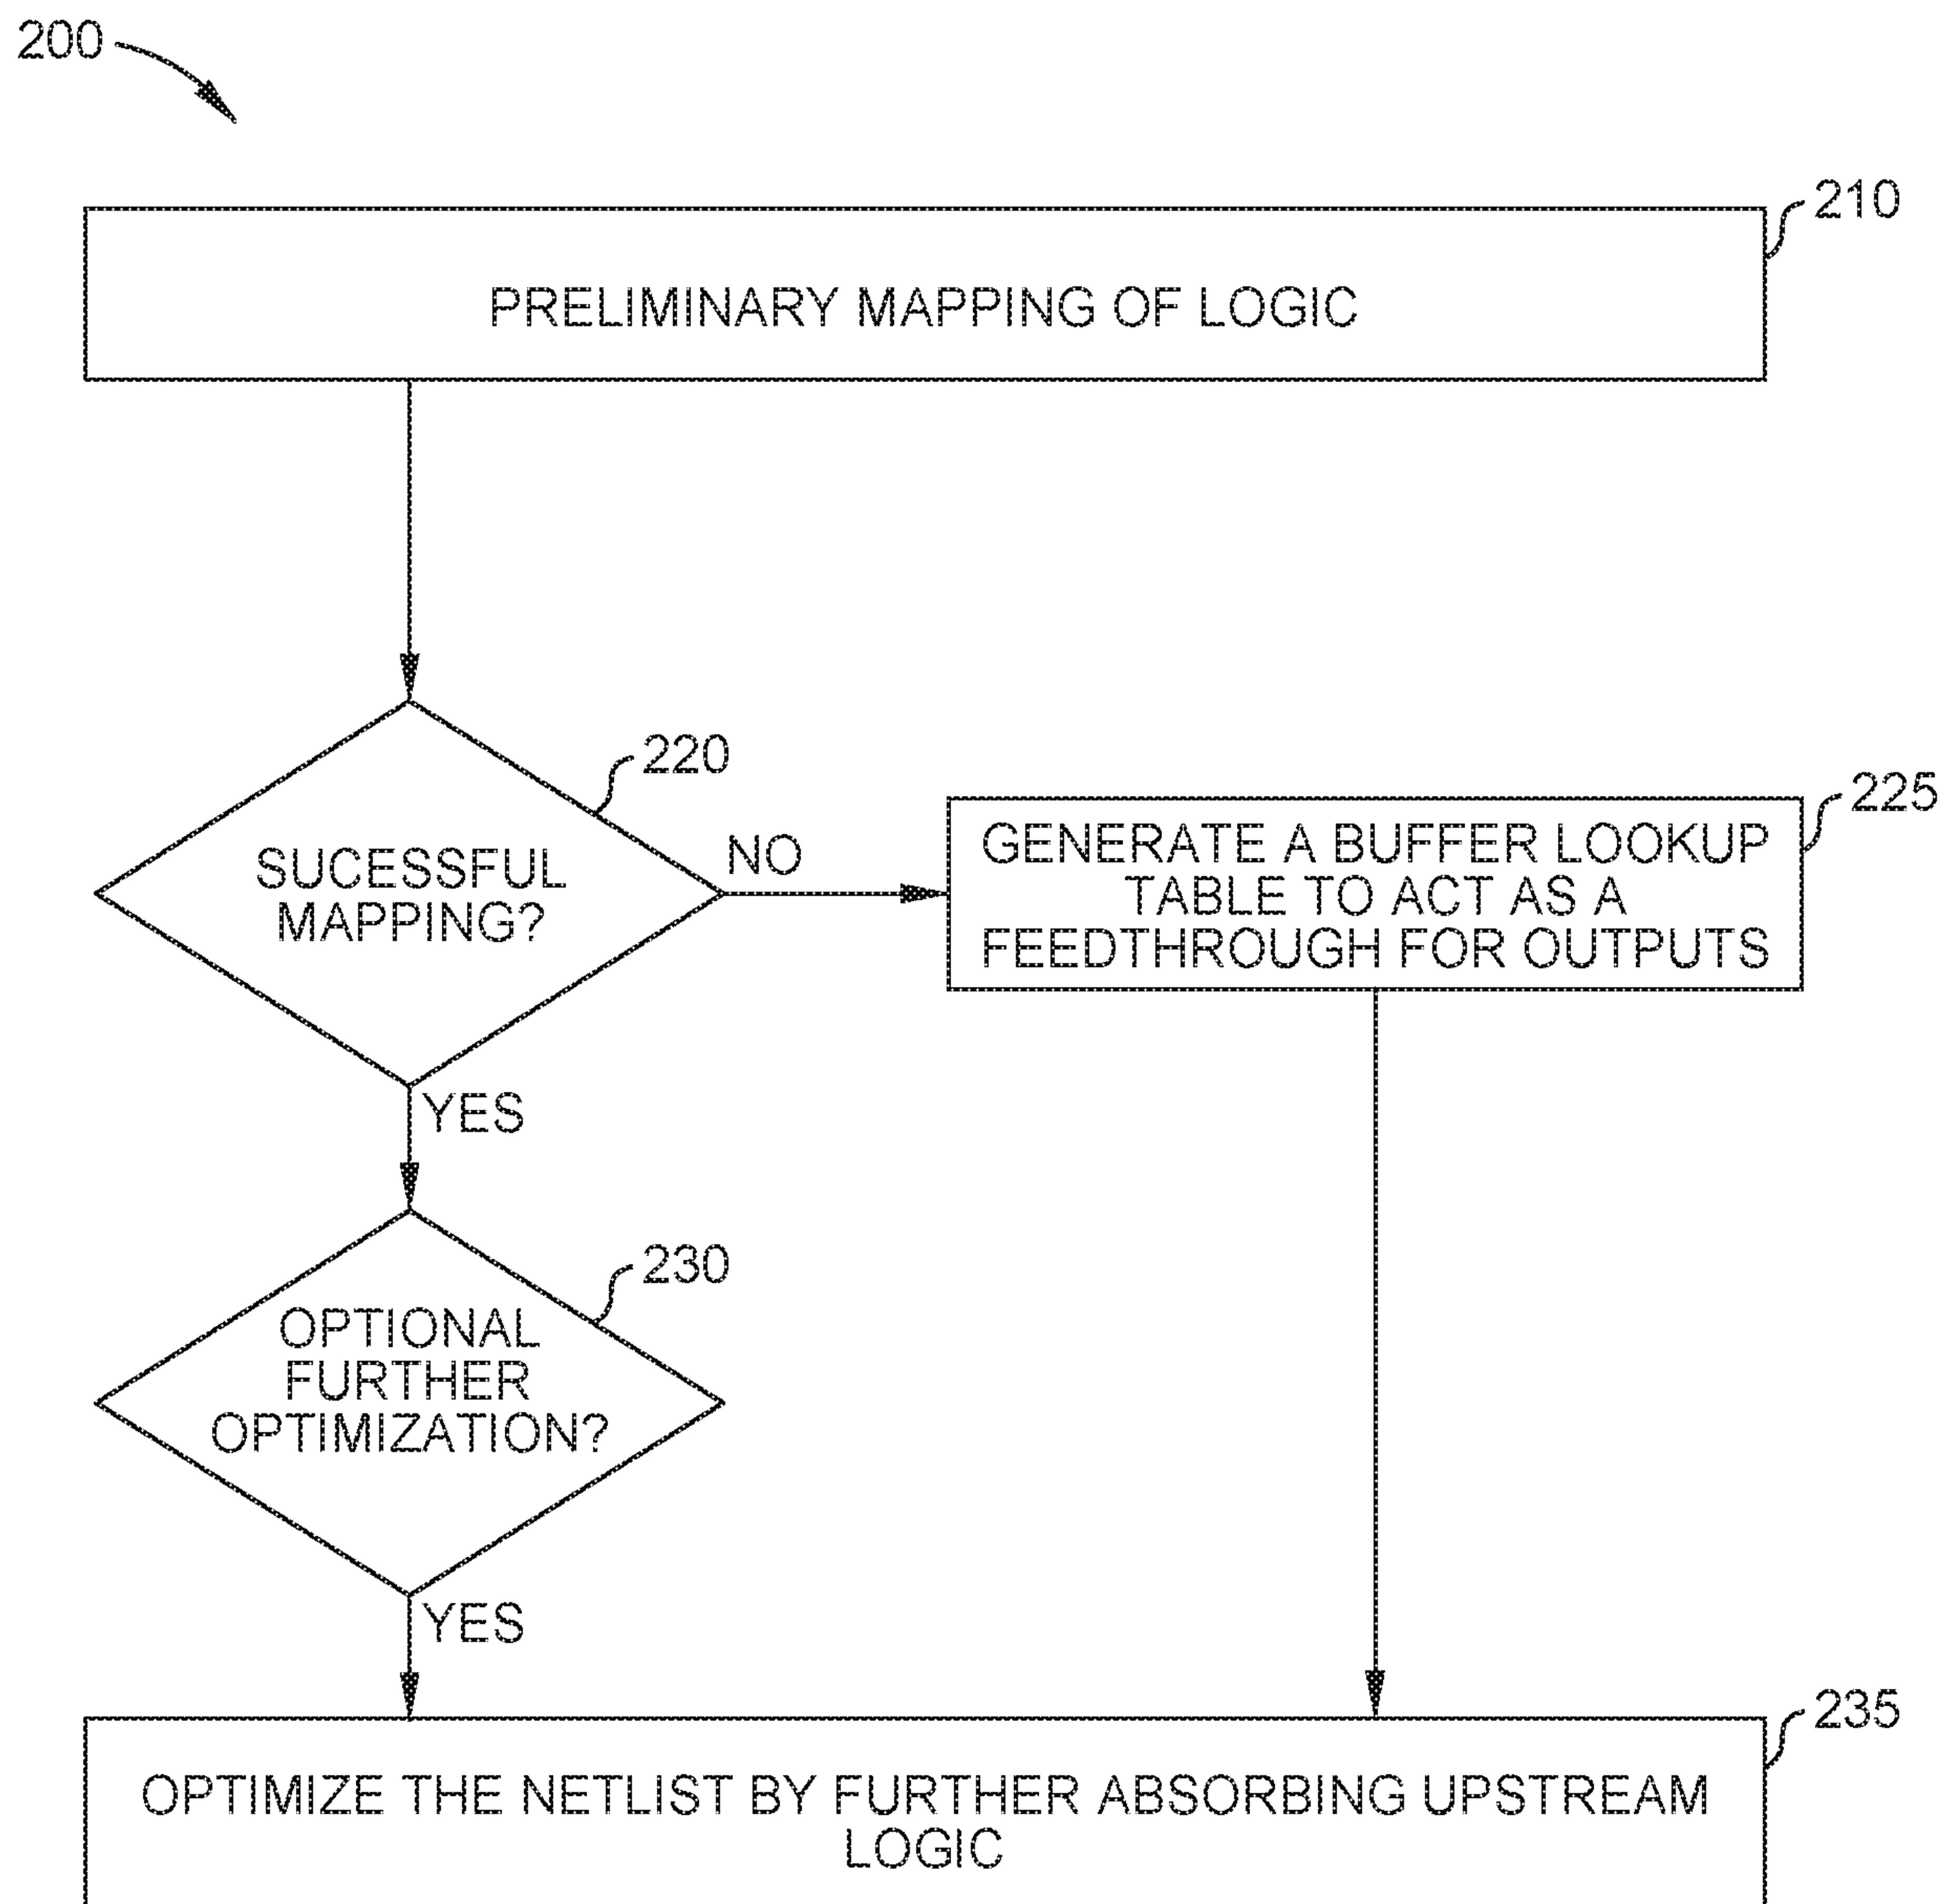 200
210
PRELIMINARY MAPPING OF LOGIC
220
SUCESSFUL
MAPPING?
NO
225
GENERATE A BUFFER LOOKUP
TABLE TO ACT AS A
FEEDTHROUGH FOR OUTPUTS
YES
230
OPTIONAL
FURTHER
OPTIMIZATION?
YES
235
OPTIMIZE THE NETLIST BY FURTHER ABSORBING UPSTREAM
LOGIC